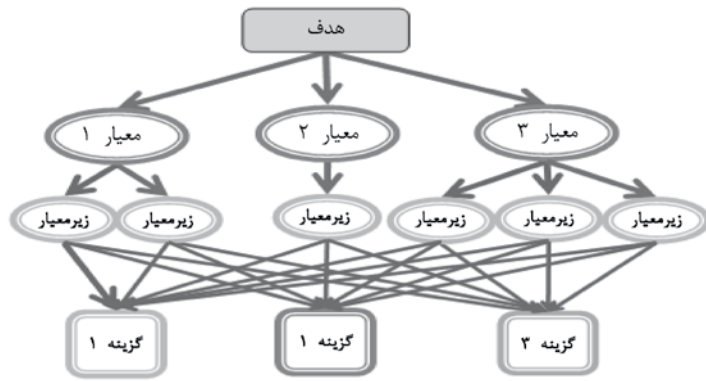 هدف
معیار ۱
معیار ۲
معیار ۳
زیرمعیار
زیرمعیار
زیرمعیار
زیرمعیار
زیرمعیار
زیرمعیار
گزینه ۱
گزینه ۱
گزینه ۳